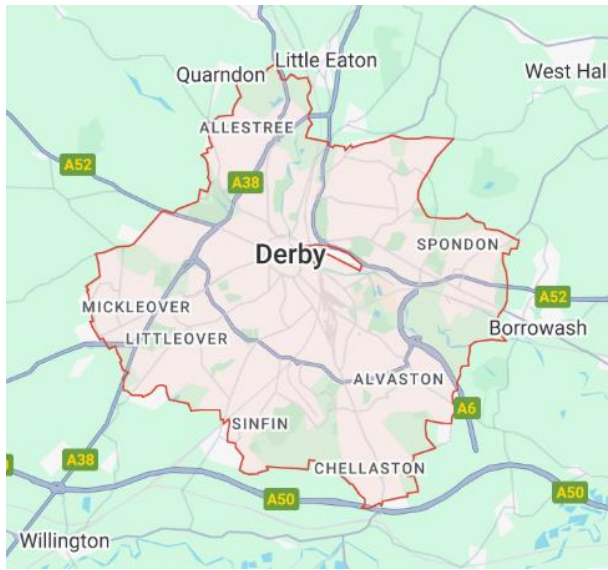 Little Eaton
Quarndon
West Hal
ALLESTREE
A52
A38
SPONDON
Derby
A52
MICKLEOVER
Borrowash
LITTLEOVER
ALVASTON
A6
SINFIN
A38
CHELLASTON
A50
A50
Willington